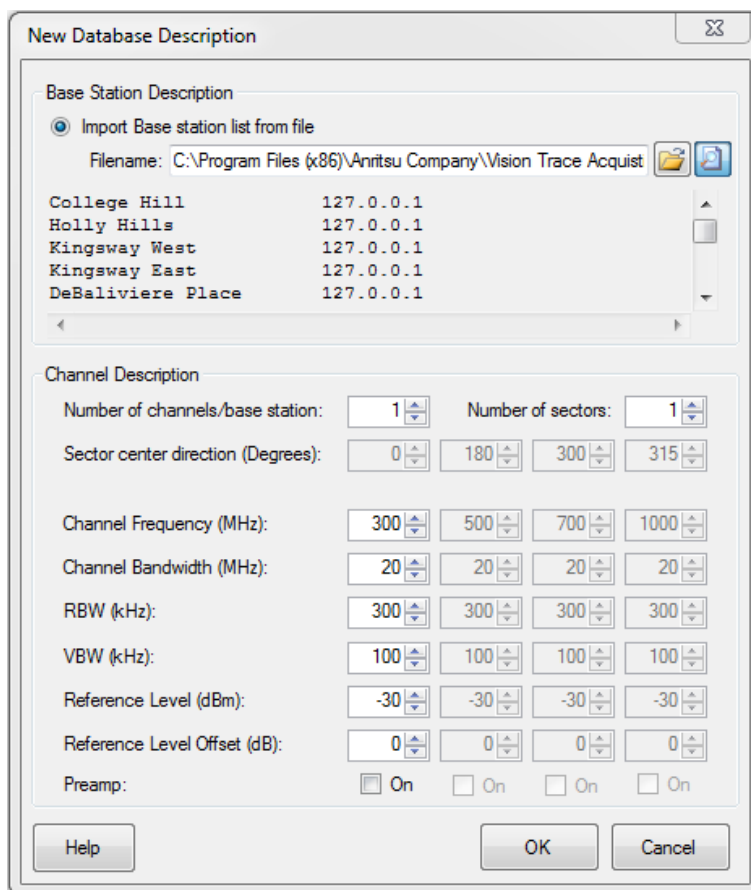 New Database Description
Base Station Description
Import Base station list from file
Filename: C:\Program Files (x86)\Anritsu Company\Vision Trace Acquist
College Hill 127.0.0.1
Holly Hills 127.0.0.1
Kingsway West 127.0.0.1
Kingsway East 127.0.0.1
DeBaliviere Place 127.0.0.1
Channel Description
Number of channels/base station: 1 Number of sectors: 1
Sector center direction (Degrees): 0 180 300 315
Channel Frequency (MHz): 300 500 700 1000
Channel Bandwidth (MHz): 20 20 20 20
RBW (kHz): 300 300 300 300
VBW (kHz): 100 100 100 100
Reference Level (dBm): -30 -30 -30 -30
Reference Level Offset (dB): 0 0 0 0
Preamp: On On On On
Help OK Cancel